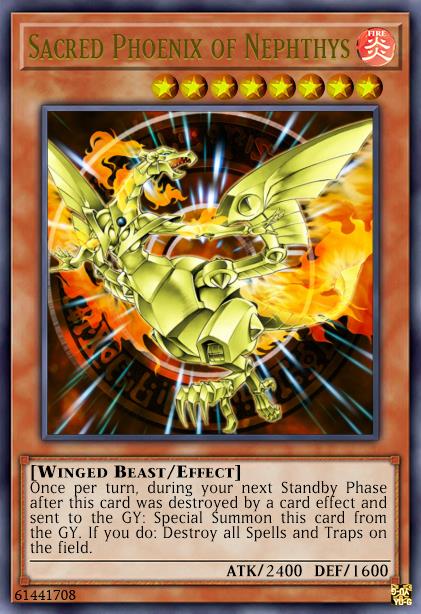 SACRED PHOENIX OF NEPHTHYS
FIRE
炎
[WINGED BEAST/EFFECT]
Once per turn, during your next Standby Phase
after this card was destroyed by a card effect and
sent to the GY: Special Summon this card from
the GY. If you do: Destroy all Spells and Traps on
the field.
ATK/2400 DEF/1600
61441708